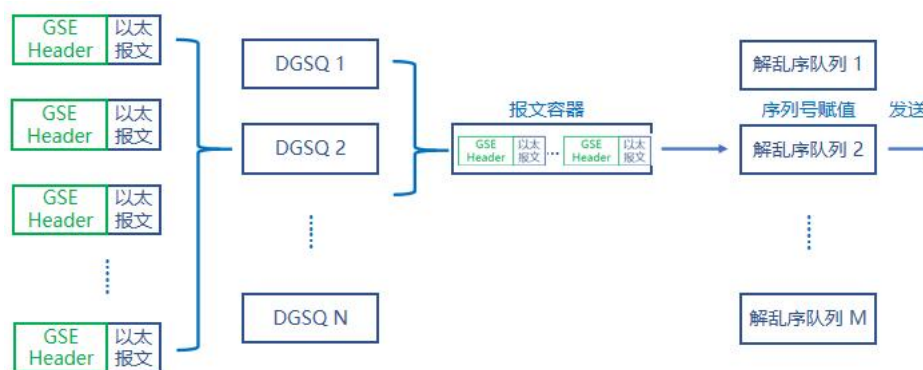 GSE
Header
以太
报文
GSE
Header
以太
报文
GSE
Header
以太
报文
GSE
Header
以太
报文
DGSQ 1
DGSQ 2
DGSQ N
报文容器
GSE
Header
以太
报文
...
GSE
Header
以太
报文
解乱序队列 1
序列号赋值
发送
解乱序队列 2
解乱序队列 M